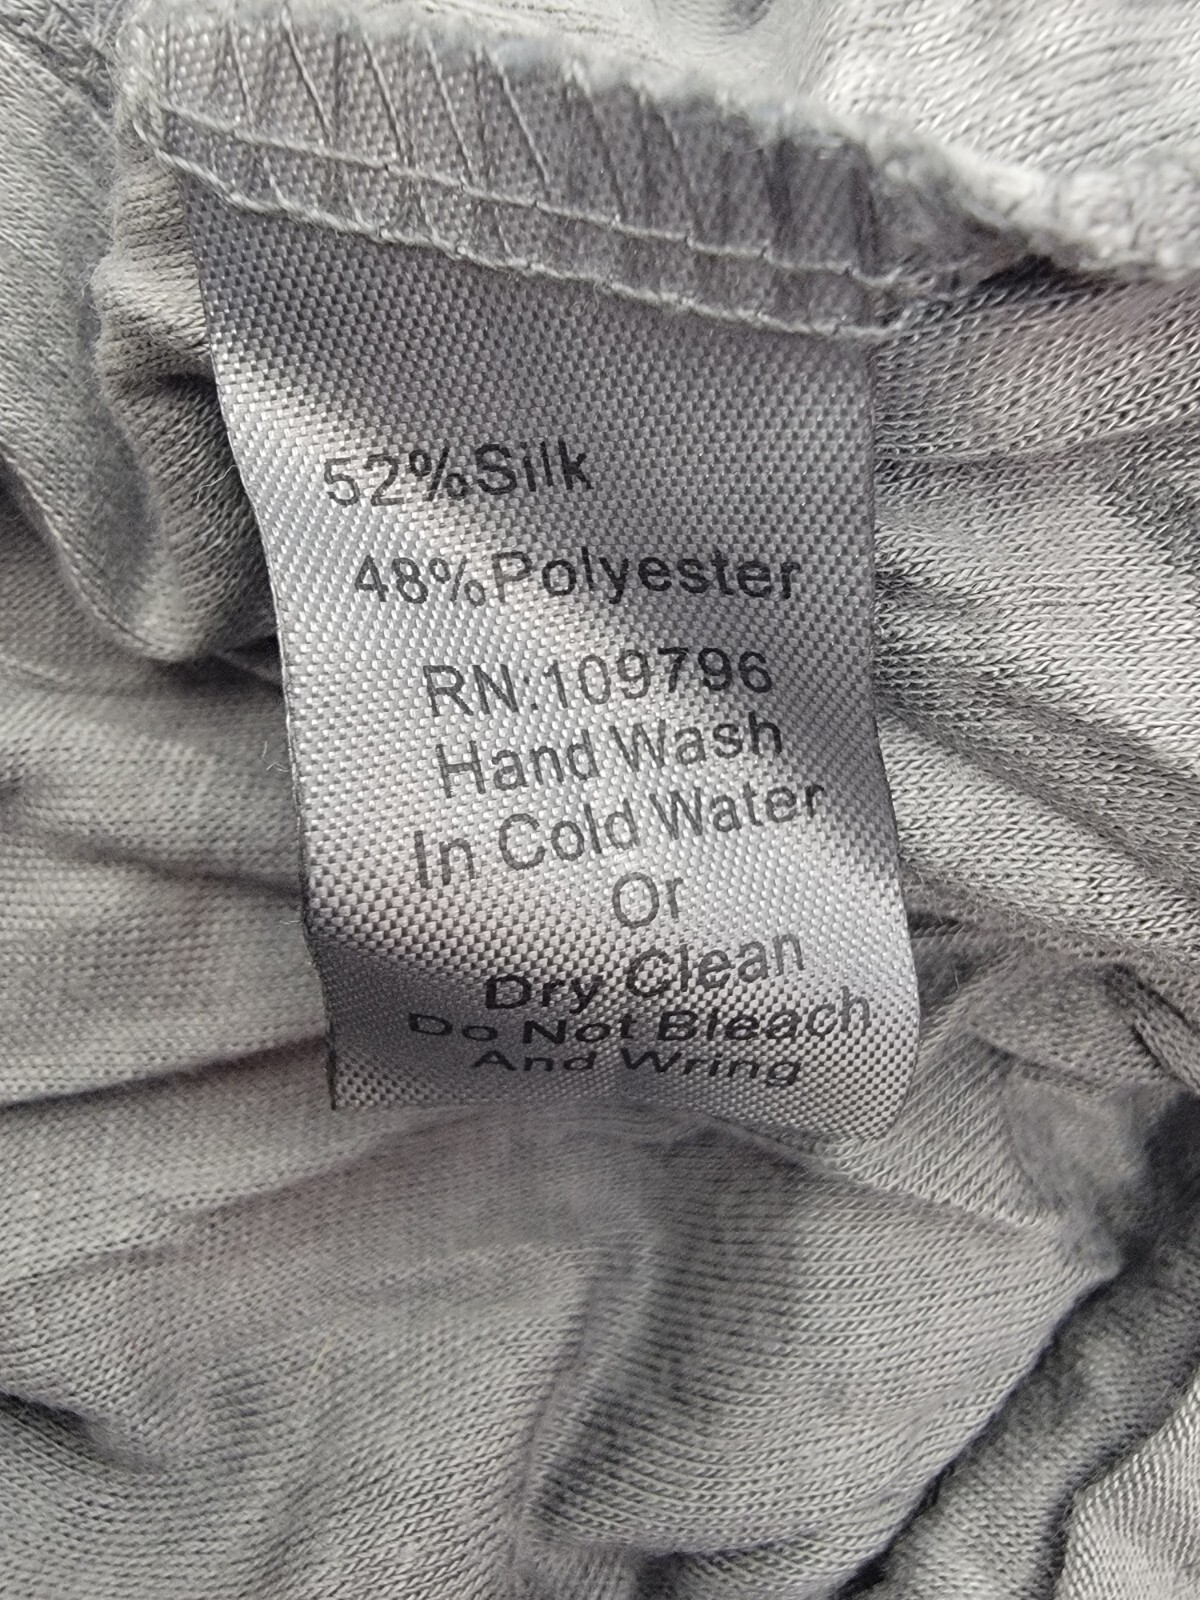 52%Silk
48%Polyester
RN:109796
Hand Wash
In Cold Water
Or
Dry Clean
Do Not Bleach
And Wring